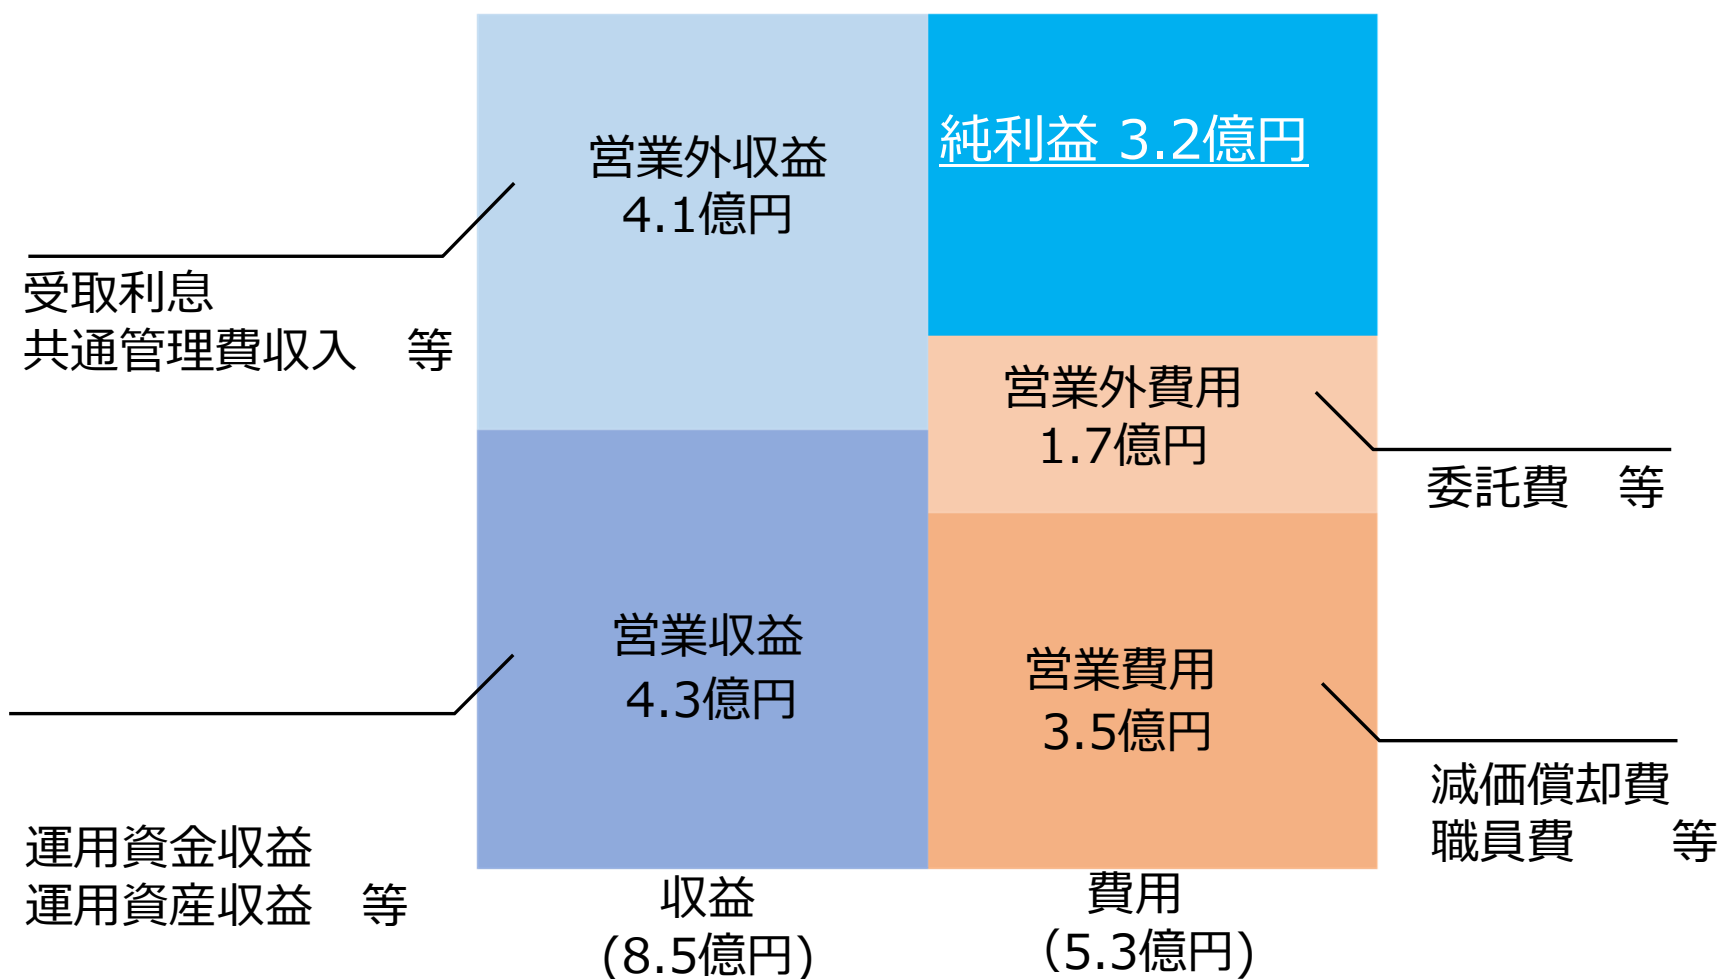 営業外収益
4.1億円
純利益 3.2億円
受取利息
共通管理費収入　等
営業外費用
1.7億円
委託費　等
営業収益
4.3億円
営業費用
3.5億円
運用資金収益
運用資産収益　等
減価償却費
職員費　　等
収益
(8.5億円)
費用
（5.3億円)